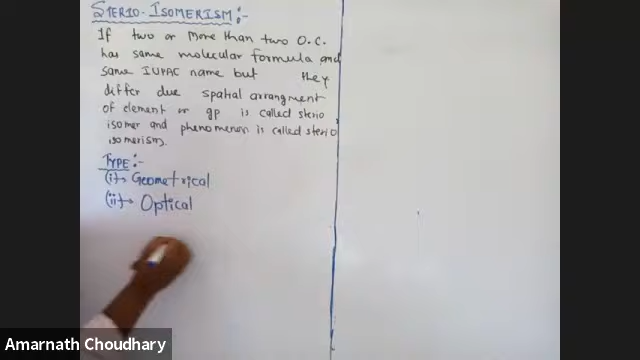 STERIO-ISOMERISM:-
If two or more than two O.C.
has same molecular formula and
same IUPAC name but they
differ due spatial arrangment
of element or gp is called sterio
isomer and phenomenon is called sterio
isomerism.
TYPE:-
(i)→ Geometrical
(ii)→ Optical
Amarnath Choudhary